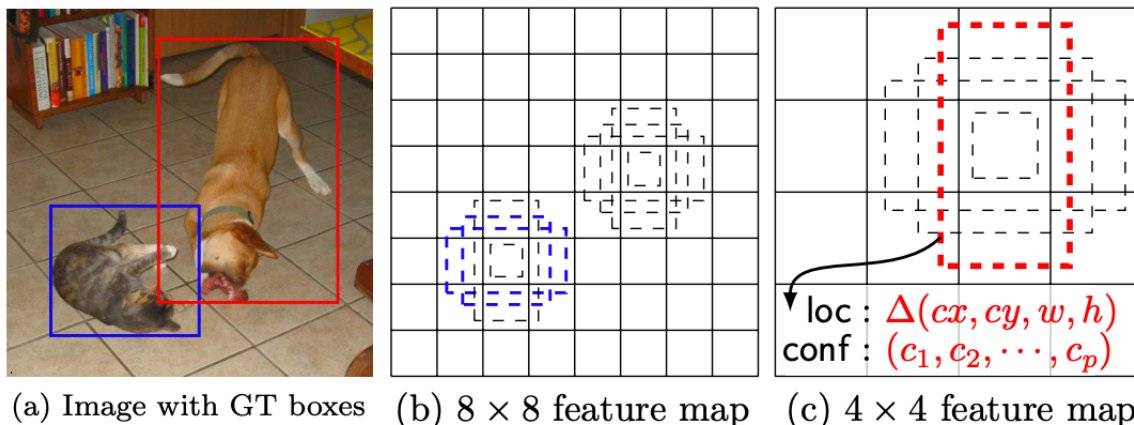 loc : Δ(cx, cy, w, h)
conf : (c₁, c₂, ⋯, cₚ)
(a) Image with GT boxes
(b) 8 × 8 feature map
(c) 4 × 4 feature map